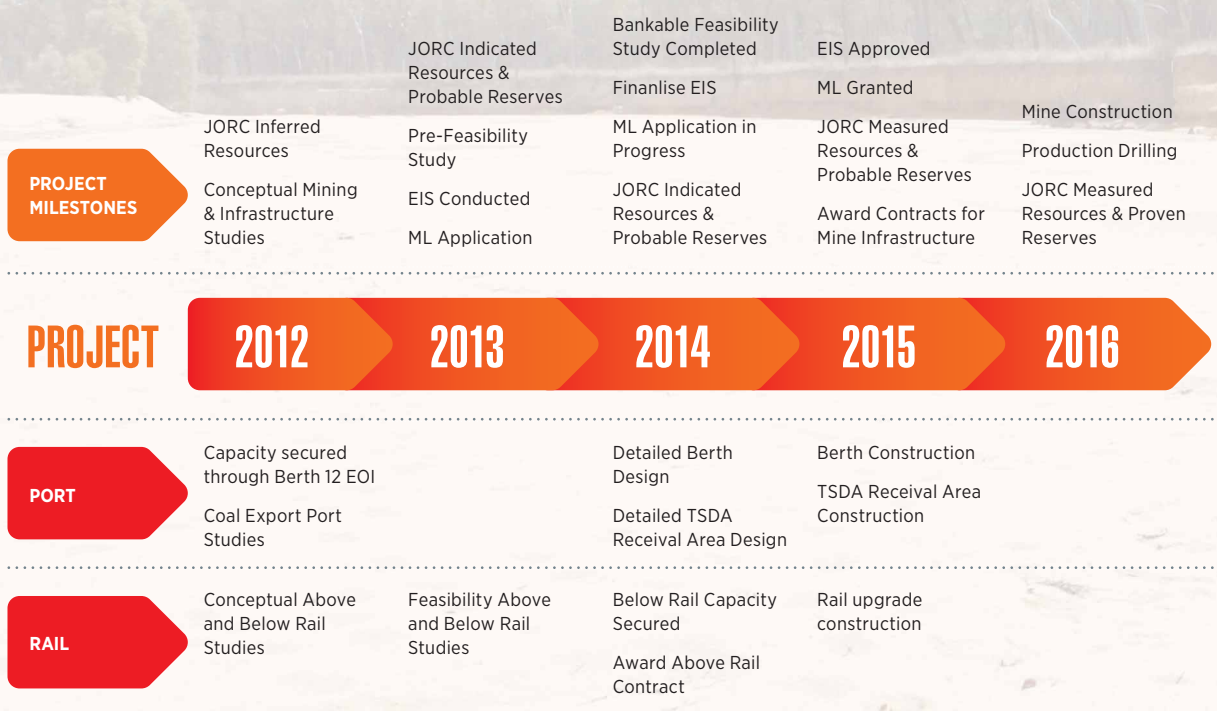 PROJECT
MILESTONES
JORC Inferred
Resources
Conceptual Mining
& Infrastructure
Studies
JORC Indicated
Resources &
Probable Reserves
Pre-Feasibility
Study
EIS Conducted
ML Application
Bankable Feasibility
Study Completed
Finanlise EIS
ML Application in
Progress
JORC Indicated
Resources &
Probable Reserves
EIS Approved
ML Granted
JORC Measured
Resources &
Probable Reserves
Award Contracts for
Mine Infrastructure
Mine Construction
Production Drilling
JORC Measured
Resources & Proven
Reserves
PROJECT
2012
2013
2014
2015
2016
PORT
Capacity secured
through Berth 12 EOI
Coal Export Port
Studies
Detailed Berth
Design
Detailed TSDA
Receival Area Design
Berth Construction
TSDA Receival Area
Construction
RAIL
Conceptual Above
and Below Rail
Studies
Feasibility Above
and Below Rail
Studies
Below Rail Capacity
Secured
Award Above Rail
Contract
Rail upgrade
construction